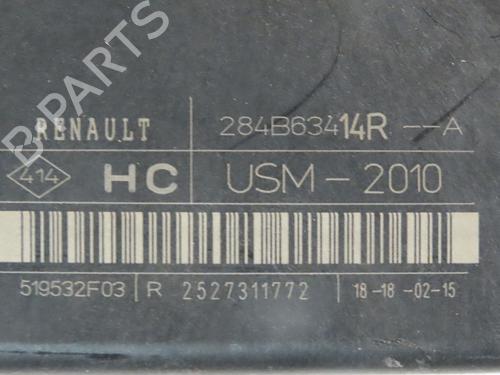 B-PARTS
RENAULT 284B63414R --A
414 HC USM-2010
519532F03 R 2527311772 18-18-02-15